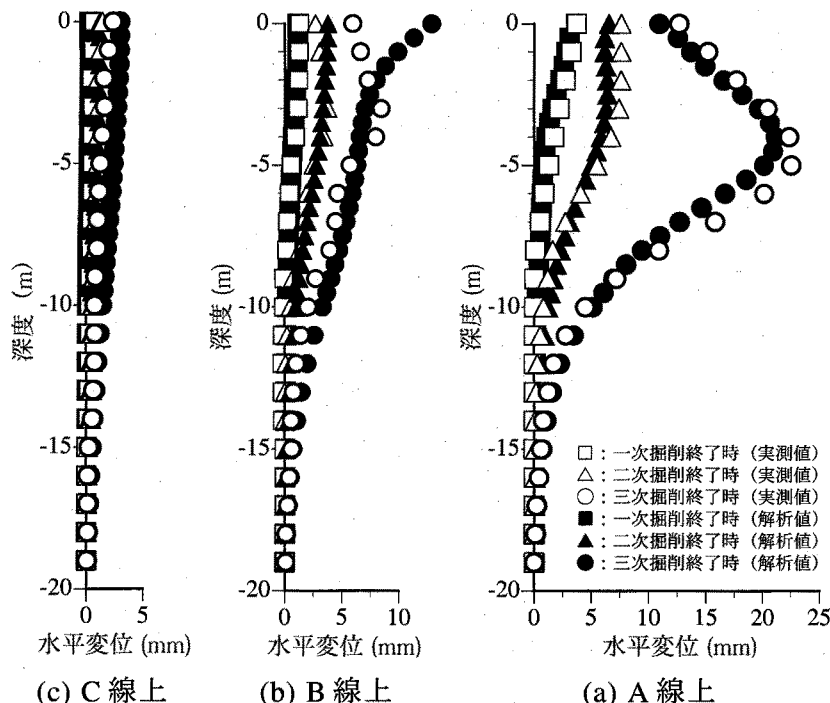 0
-5
-10
-15
-20
深度 (m)
0
5
水平変位 (mm)
(c) C 線上
0
-5
-10
-15
-20
深度 (m)
0
5
10
水平変位 (mm)
(b) B 線上
0
-5
-10
-15
-20
深度 (m)
0
5
10
15
20
25
水平変位 (mm)
(a) A 線上
□ : 一次掘削終了時 (実測値)
△ : 二次掘削終了時 (実測値)
○ : 三次掘削終了時 (実測値)
■ : 一次掘削終了時 (解析値)
▲ : 二次掘削終了時 (解析値)
● : 三次掘削終了時 (解析値)